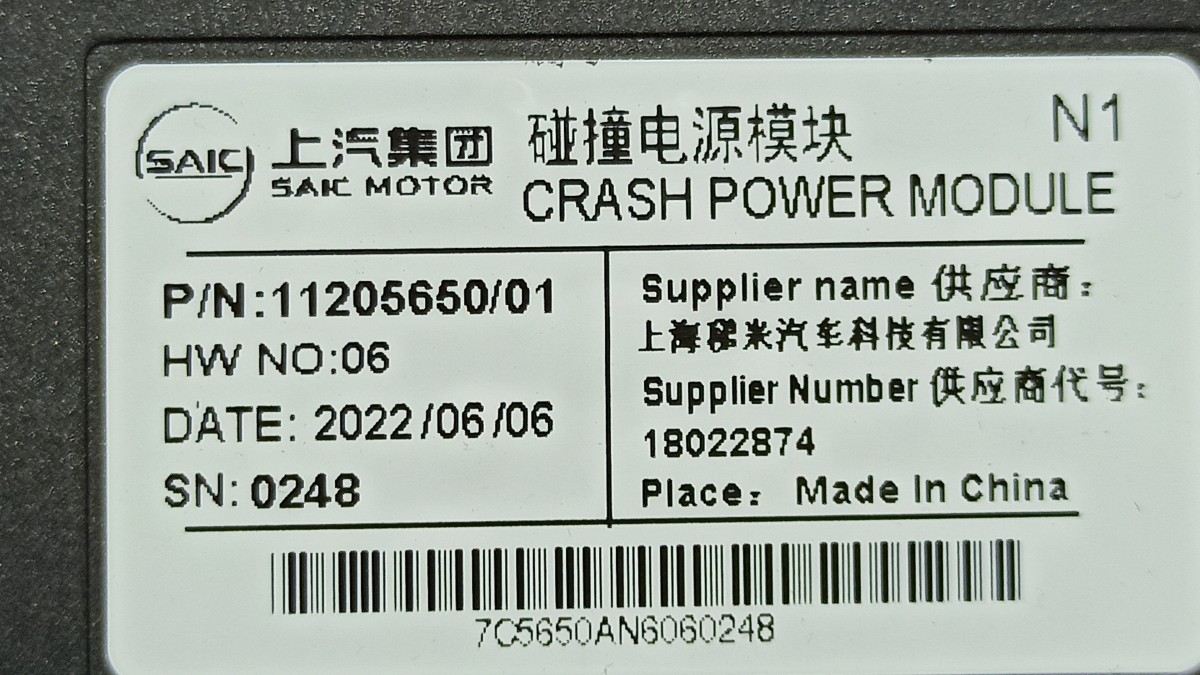 SAIC
上汽集团
SAIC MOTOR
碰撞电源模块
N1
CRASH POWER MODULE
P/N:11205650/01
HW NO:06
DATE: 2022/06/06
SN: 0248
Supplier name 供应商:
上海稊米汽车科技有限公司
Supplier Number 供应商代号:
18022874
Place: Made In China
7C5650AN6060248